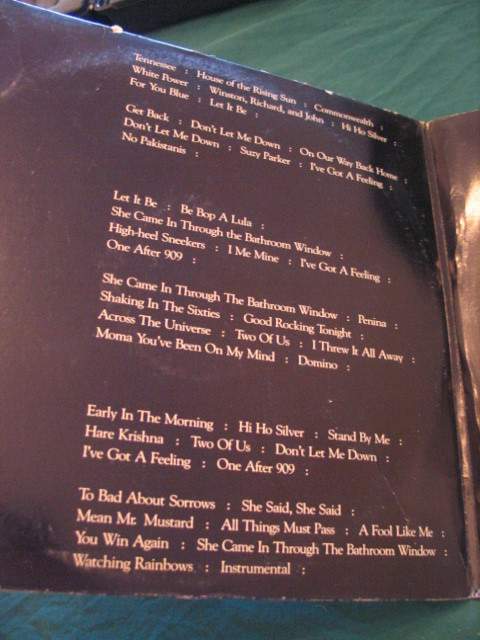 Tennessee : House of the Rising Sun : Commonwealth :
White Power : Winston, Richard, and John : Hi Ho Silver :
For You Blue : Let It Be :
Get Back : Don't Let Me Down : On Our Way Back Home :
Don't Let Me Down : Suzy Parker : I've Got A Feeling :
No Pakistanis :
Let It Be : Be Bop A Lula :
She Came In Through the Bathroom Window :
High-heel Sneekers : I Me Mine : I've Got A Feeling :
One After 909 :
She Came In Through The Bathroom Window : Penina :
Shaking In The Sixties : Good Rocking Tonight :
Across The Universe : Two Of Us : I Threw It All Away :
Moma You've Been On My Mind : Domino :
Early In The Morning : Hi Ho Silver : Stand By Me :
Hare Krishna : Two Of Us : Don't Let Me Down :
I've Got A Feeling : One After 909 :
To Bad About Sorrows : She Said, She Said :
Mean Mr. Mustard : All Things Must Pass : A Fool Like Me :
You Win Again : She Came In Through The Bathroom Window :
Watching Rainbows : Instrumental :